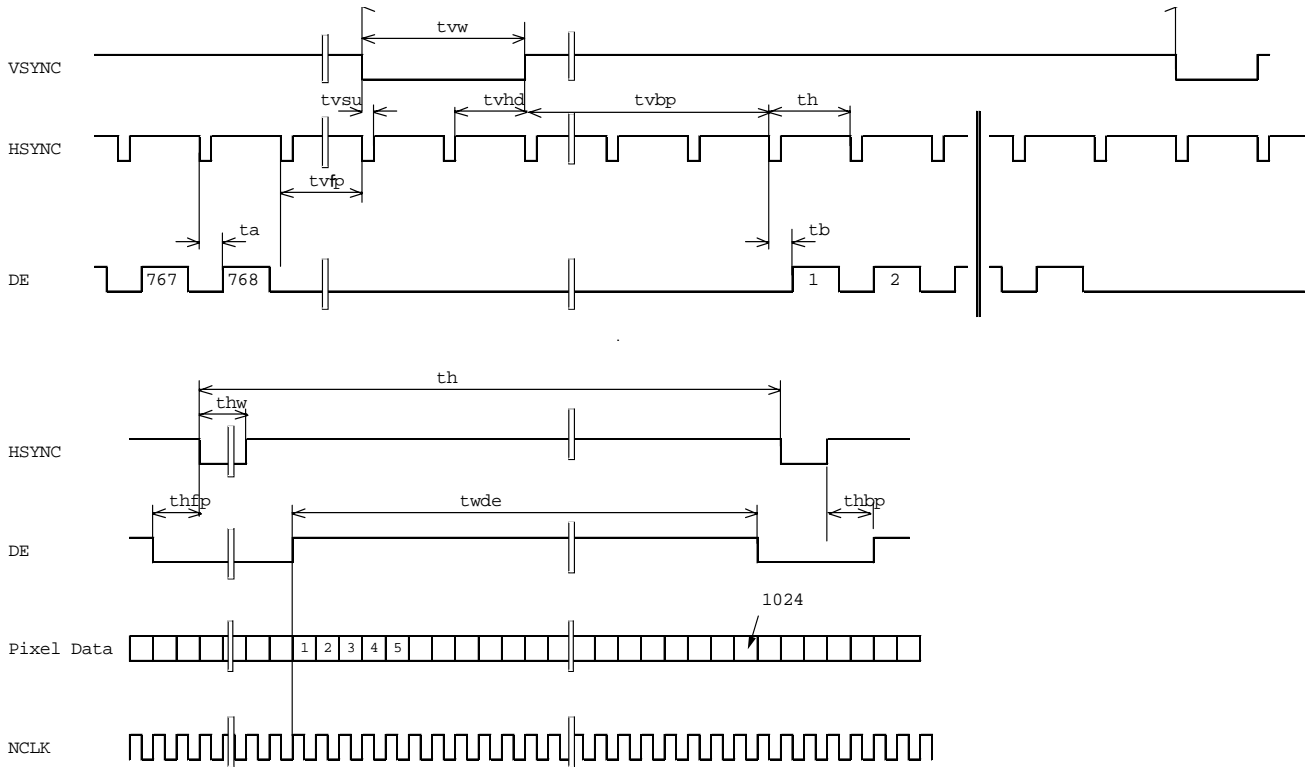 tvw
VSYNC
tvsu
tvhd
tvbp
th
HSYNC
tvfp
ta
tb
DE
767
768
1
2
th
thw
HSYNC
thfp
twde
thbp
DE
1024
Pixel Data
1 2 3 4 5
NCLK